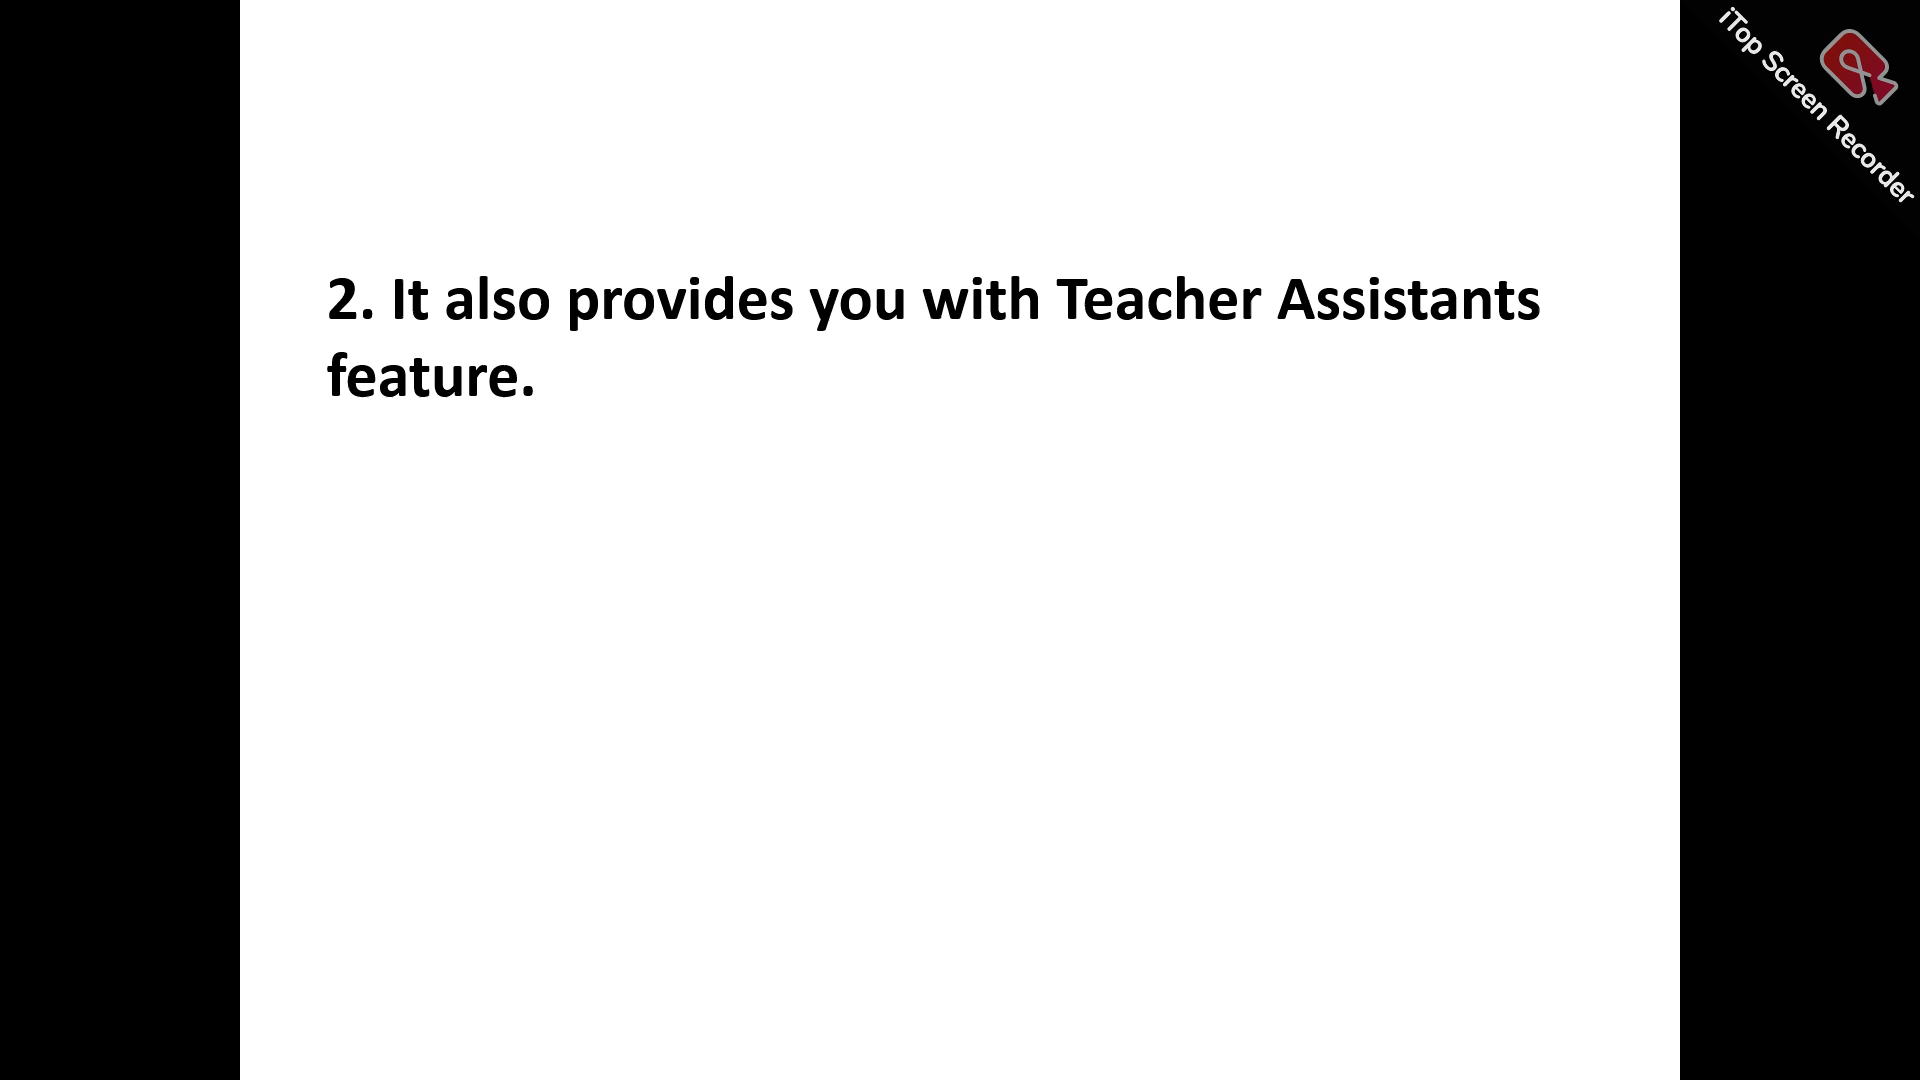 iTop Screen Recorder
2. It also provides you with Teacher Assistants
feature.